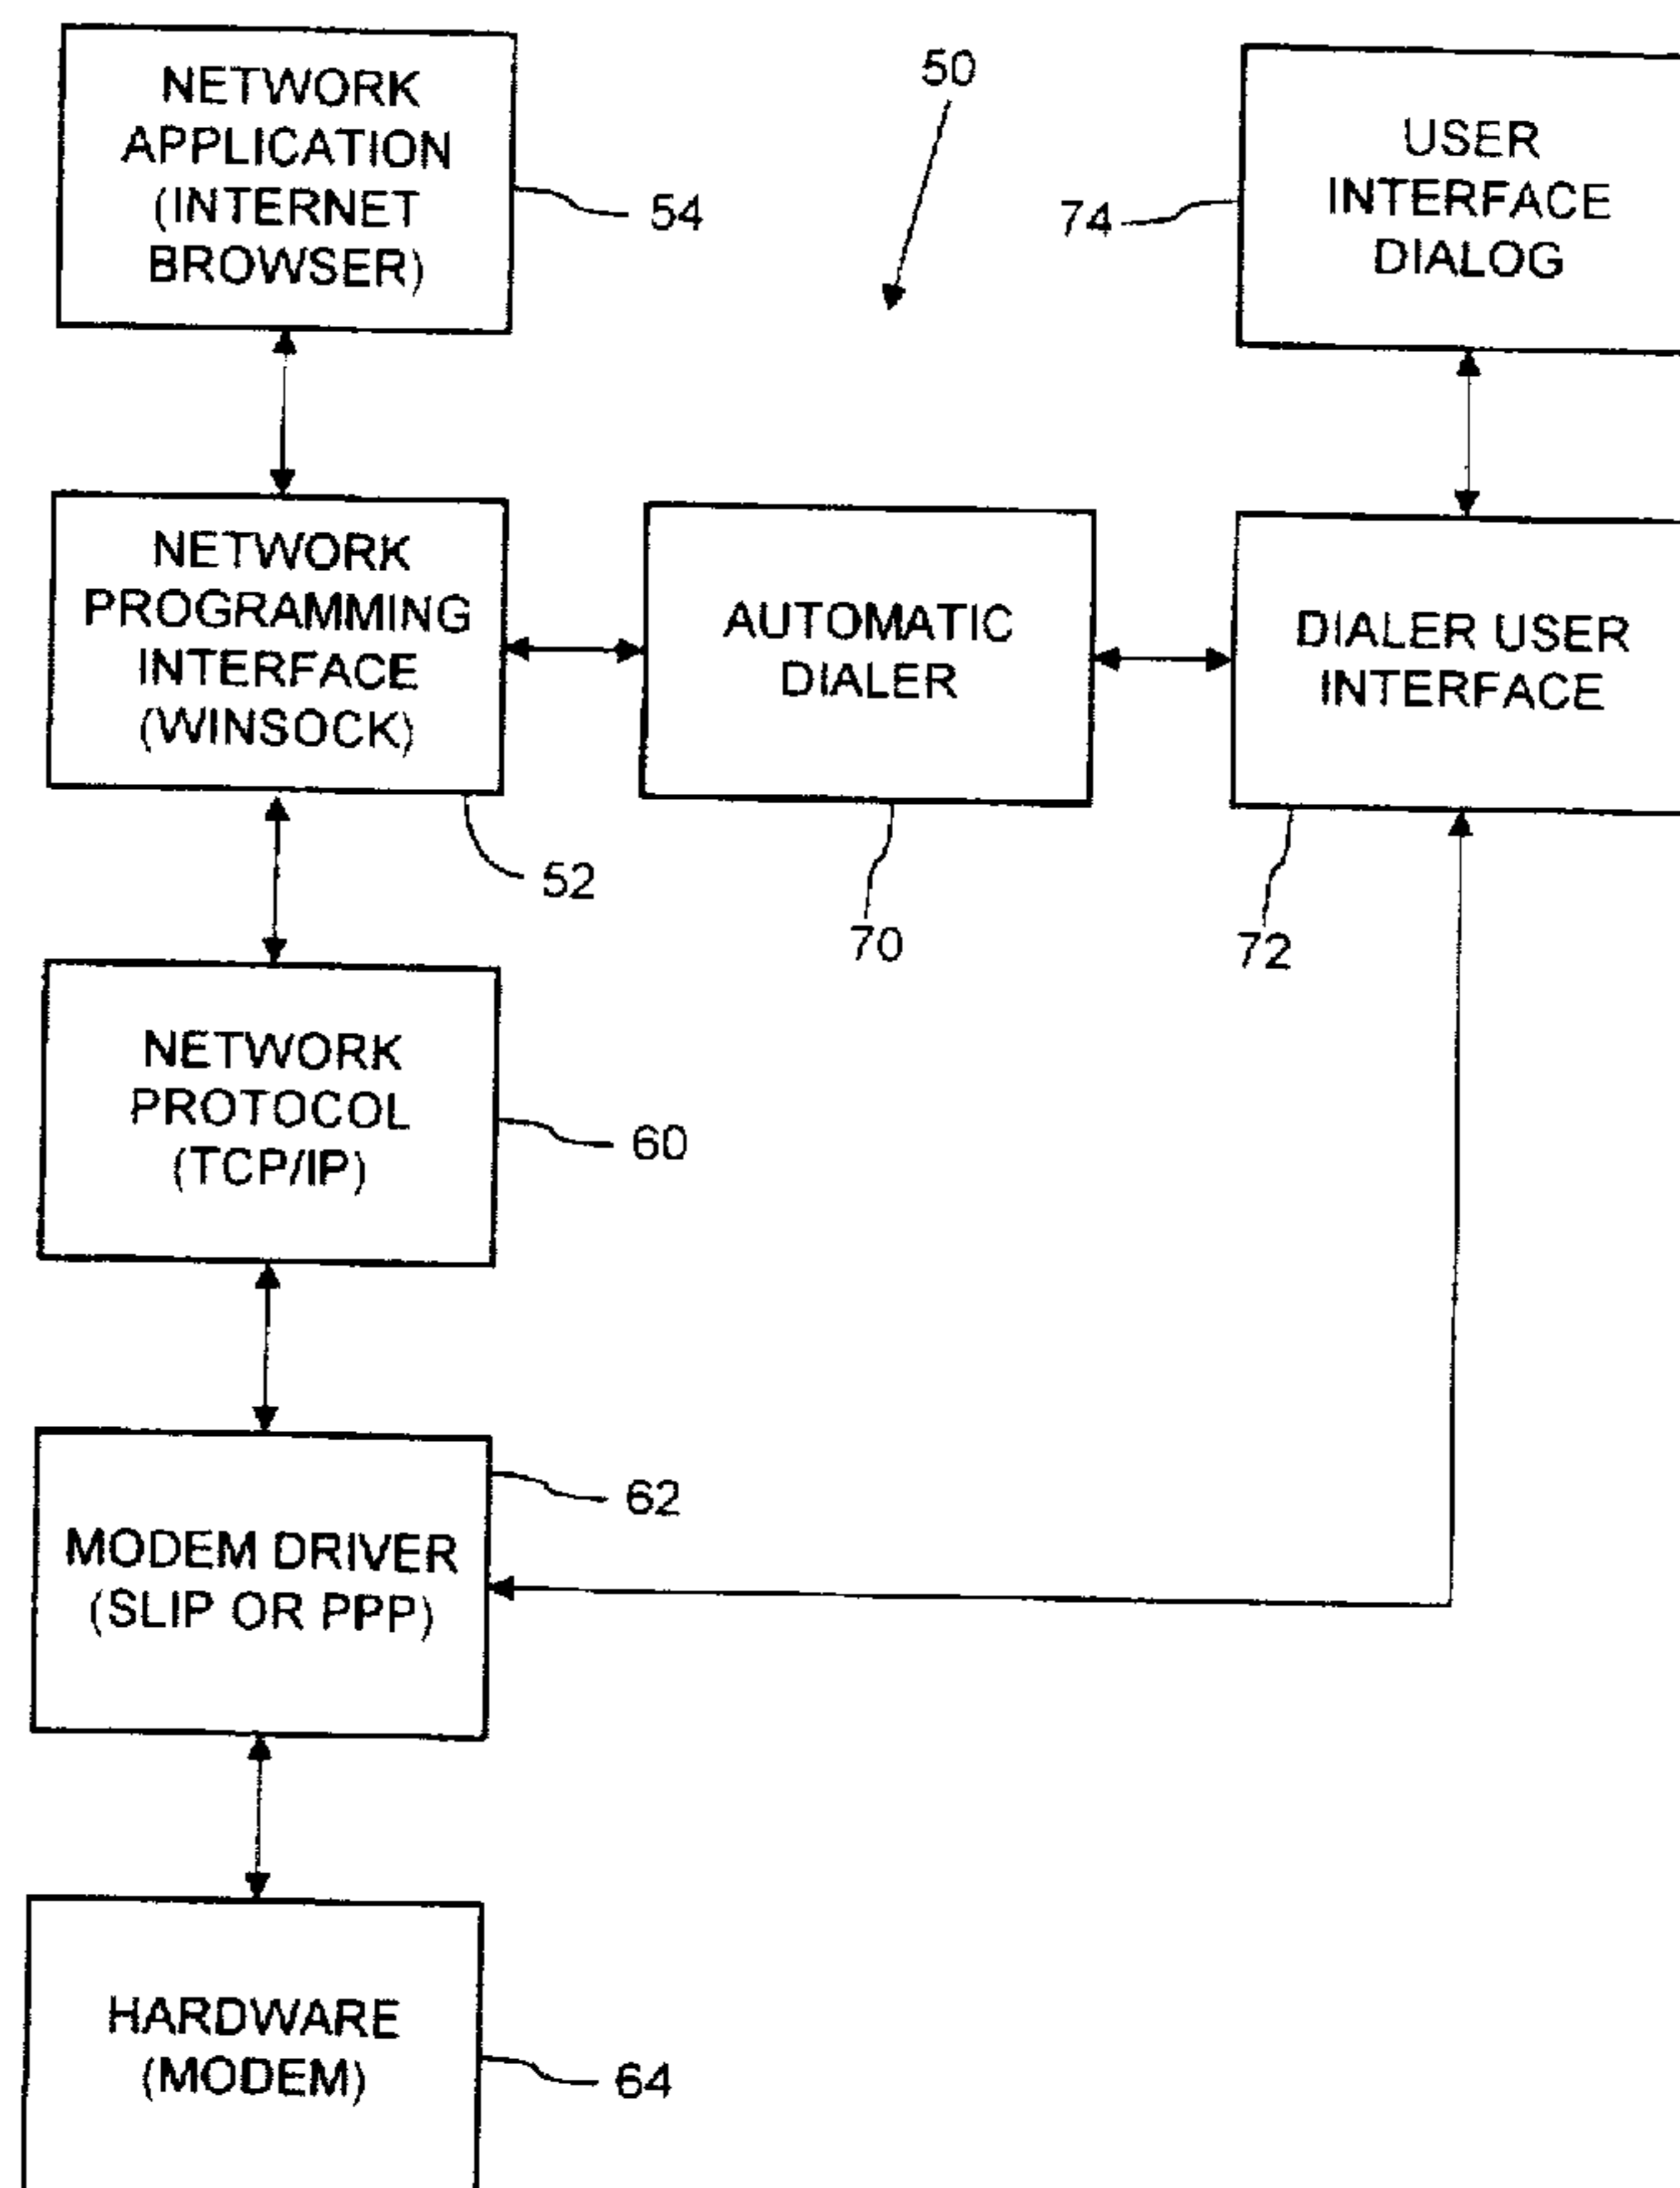 NETWORK
APPLICATION
(INTERNET
BROWSER)
54
50
74
USER
INTERFACE
DIALOG
NETWORK
PROGRAMMING
INTERFACE
(WINSOCK)
52
AUTOMATIC
DIALER
70
DIALER USER
INTERFACE
72
NETWORK
PROTOCOL
(TCP/IP)
60
MODEM DRIVER
(SLIP OR PPP)
62
HARDWARE
(MODEM)
64